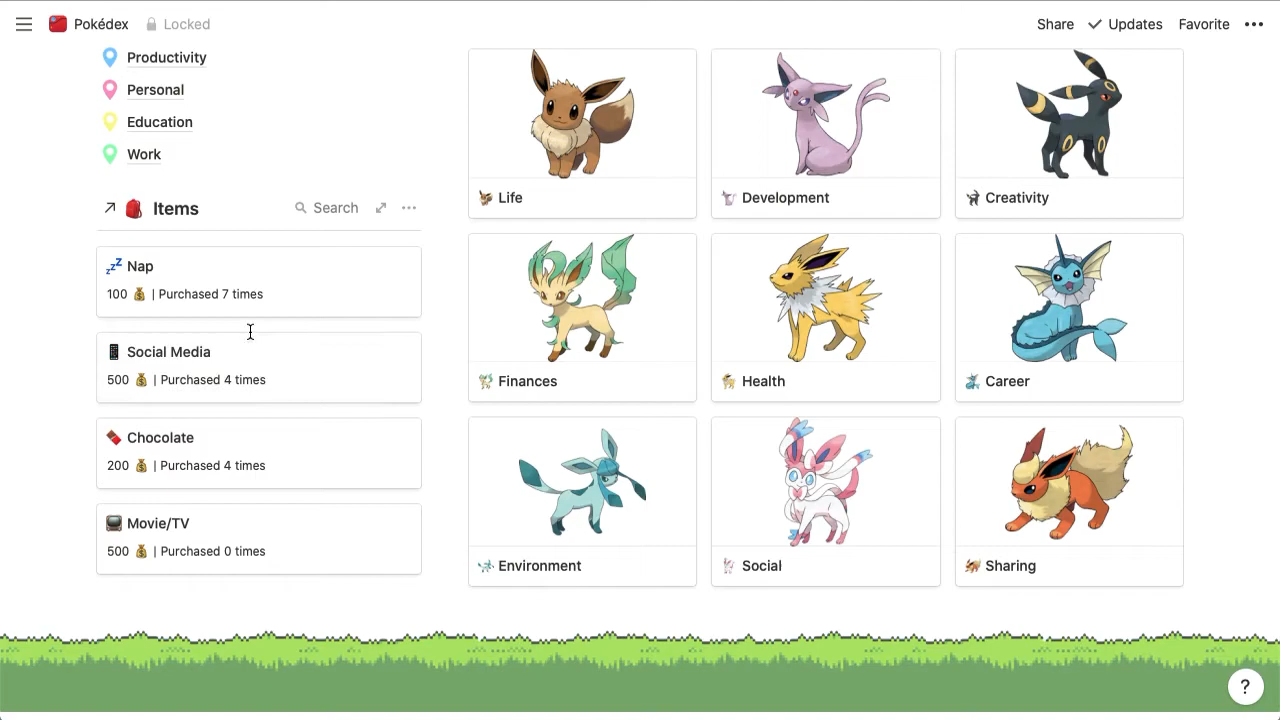 Pokédex Locked Share Updates Favorite
Productivity
Personal
Education
Work
Items Search
Nap
100 💰 | Purchased 7 times
Social Media
500 💰 | Purchased 4 times
Chocolate
200 💰 | Purchased 4 times
Movie/TV
500 💰 | Purchased 0 times
Life
Development
Creativity
Finances
Health
Career
Environment
Social
Sharing
?